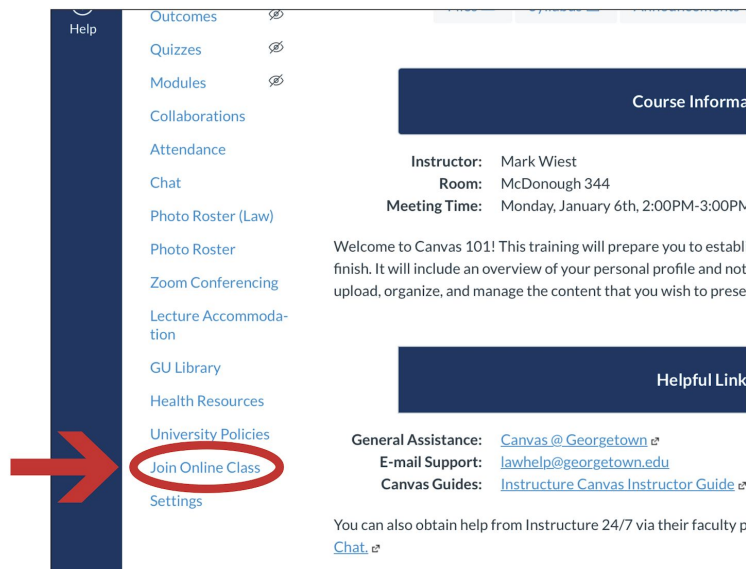 Help
Outcomes
Quizzes
Modules
Collaborations
Attendance
Chat
Photo Roster (Law)
Photo Roster
Zoom Conferencing
Lecture Accommoda-
tion
GU Library
Health Resources
University Policies
Join Online Class
Settings
Course Informa
Instructor: Mark Wiest
Room: McDonough 344
Meeting Time: Monday, January 6th, 2:00PM-3:00PM
Welcome to Canvas 101! This training will prepare you to establ
finish. It will include an overview of your personal profile and not
upload, organize, and manage the content that you wish to prese
Helpful Link
General Assistance: Canvas @ Georgetown
E-mail Support: lawhelp@georgetown.edu
Canvas Guides: Instructure Canvas Instructor Guide
You can also obtain help from Instructure 24/7 via their faculty p
Chat.